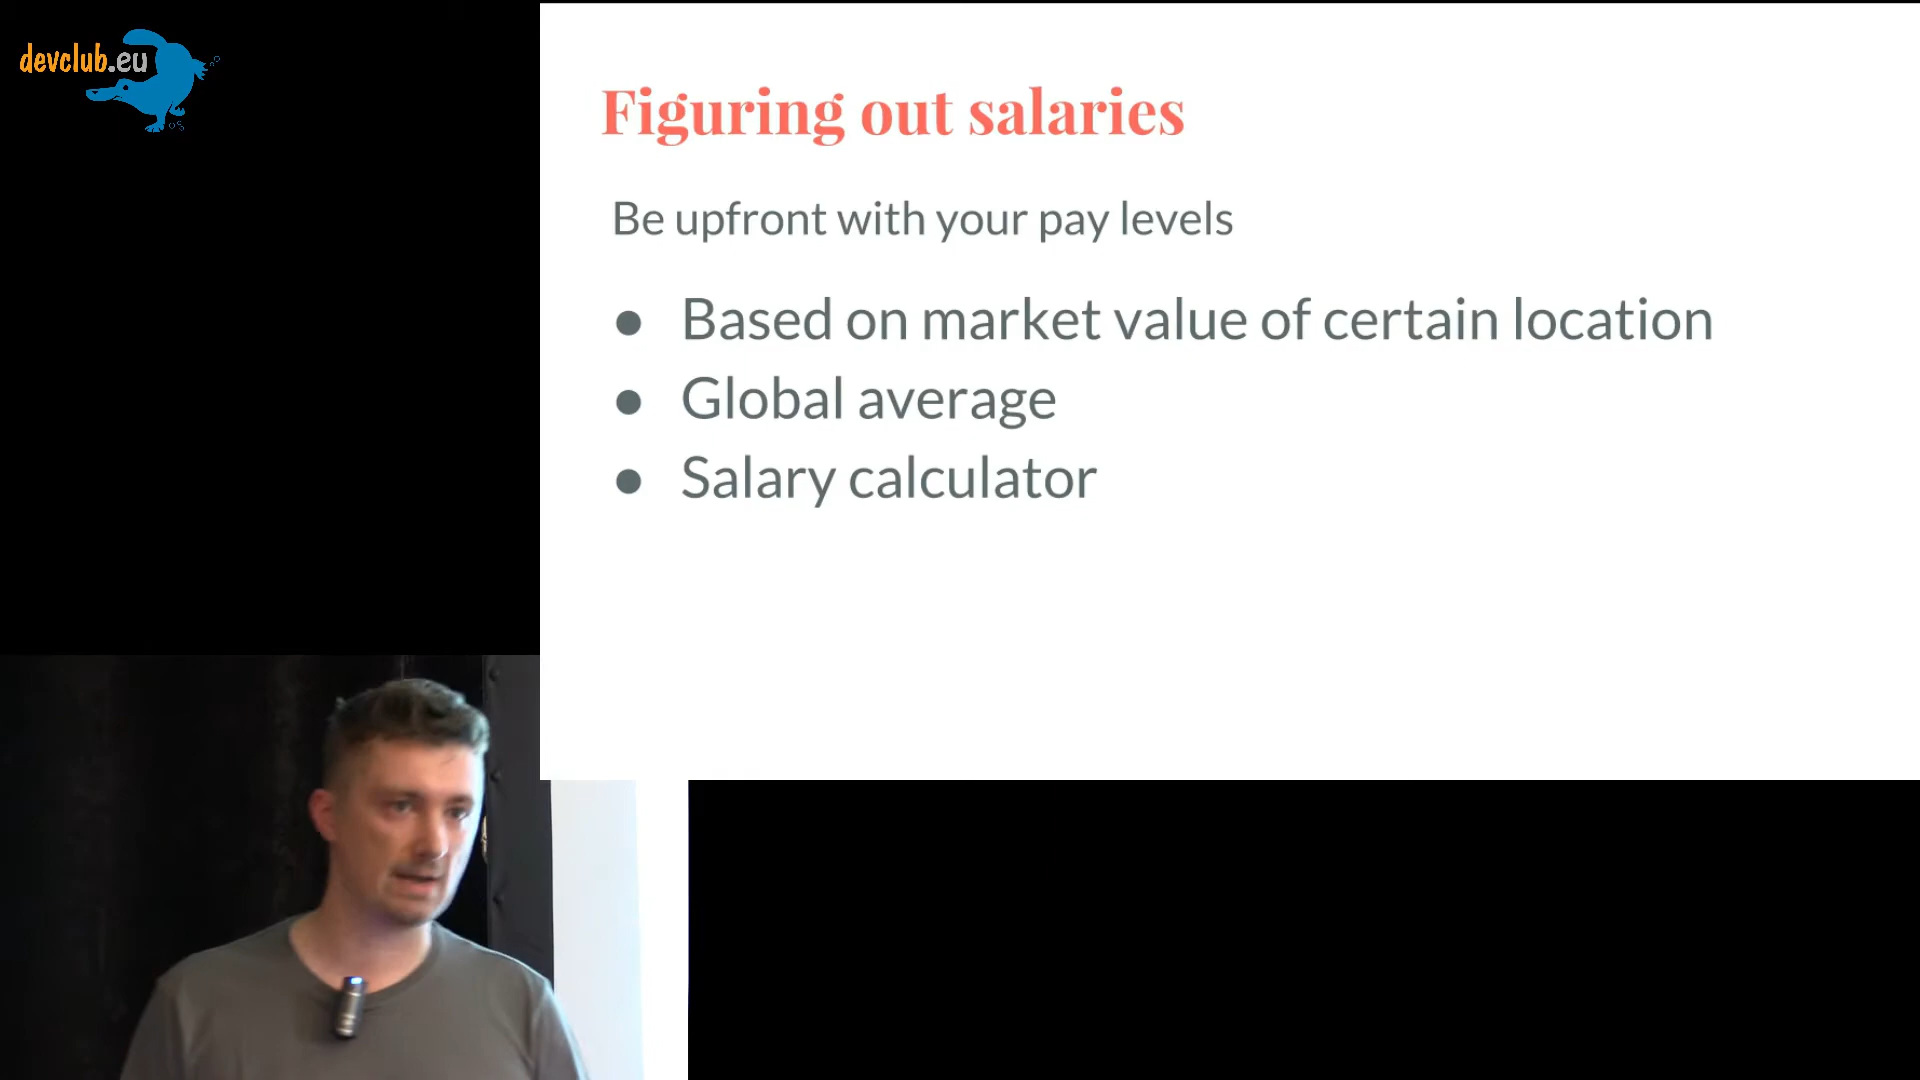 devclub.eu
Figuring out salaries
Be upfront with your pay levels
● Based on market value of certain location
● Global average
● Salary calculator